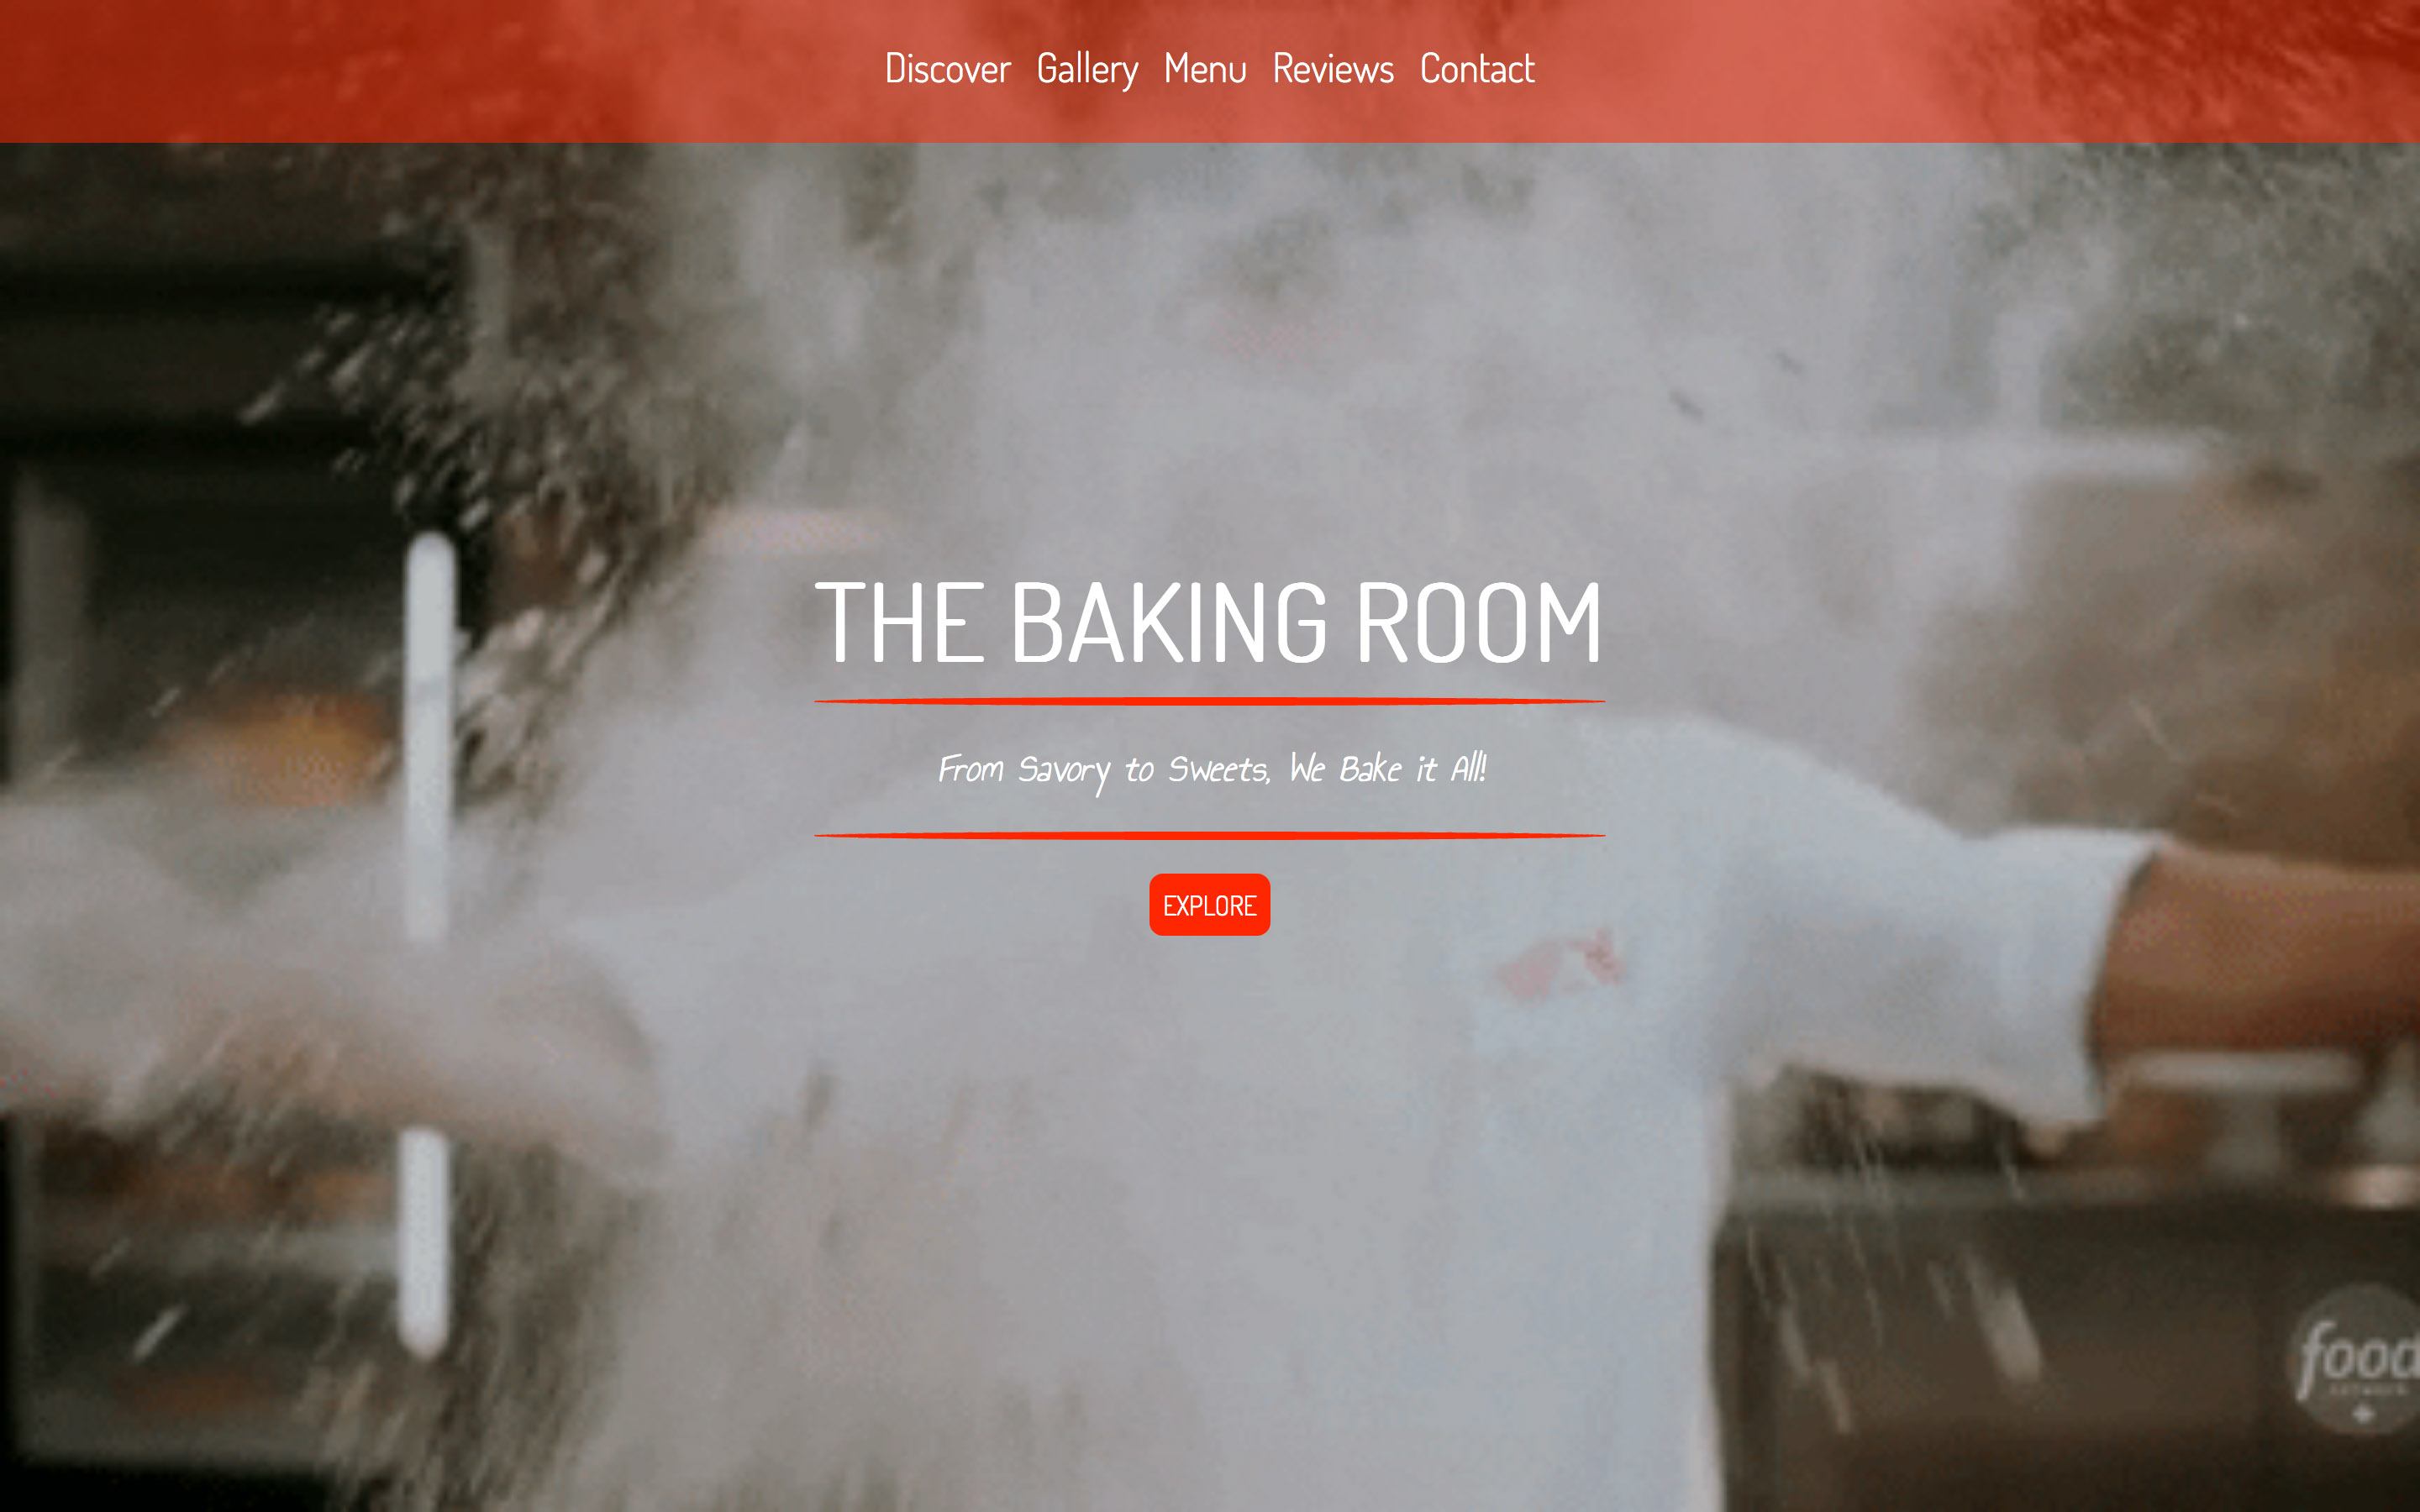 Discover Gallery Menu Reviews Contact
THE BAKING ROOM
From Savory to Sweets, We Bake it All!
EXPLORE
food